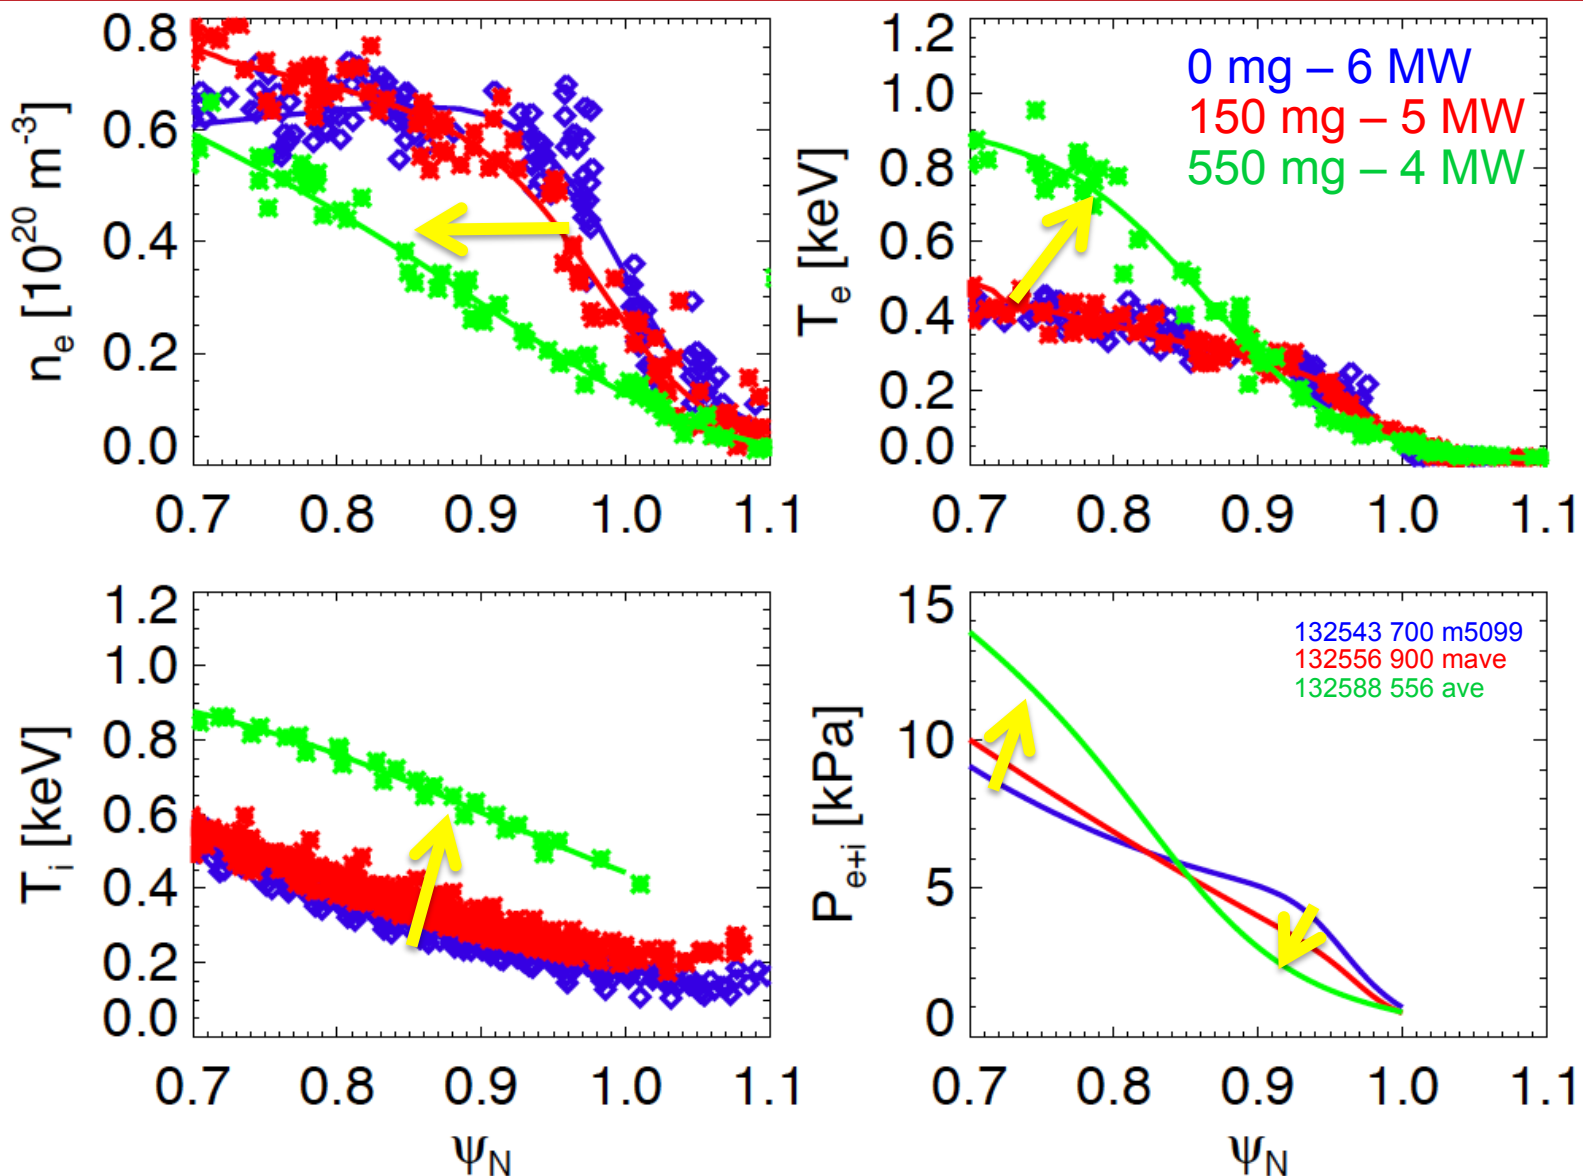 0.8
0.6
0.4
0.2
0.0
nₑ [10²⁰ m⁻³]
0.7 0.8 0.9 1.0 1.1
1.2
1.0
0.8
0.6
0.4
0.2
0.0
Tₑ [keV]
0 mg – 6 MW
150 mg – 5 MW
550 mg – 4 MW
0.7 0.8 0.9 1.0 1.1
1.2
1.0
0.8
0.6
0.4
0.2
0.0
Tᵢ [keV]
0.7 0.8 0.9 1.0 1.1
ψ_N
15
10
5
0
P_e+i [kPa]
132543 700 m5099
132556 900 mave
132588 556 ave
0.7 0.8 0.9 1.0 1.1
ψ_N